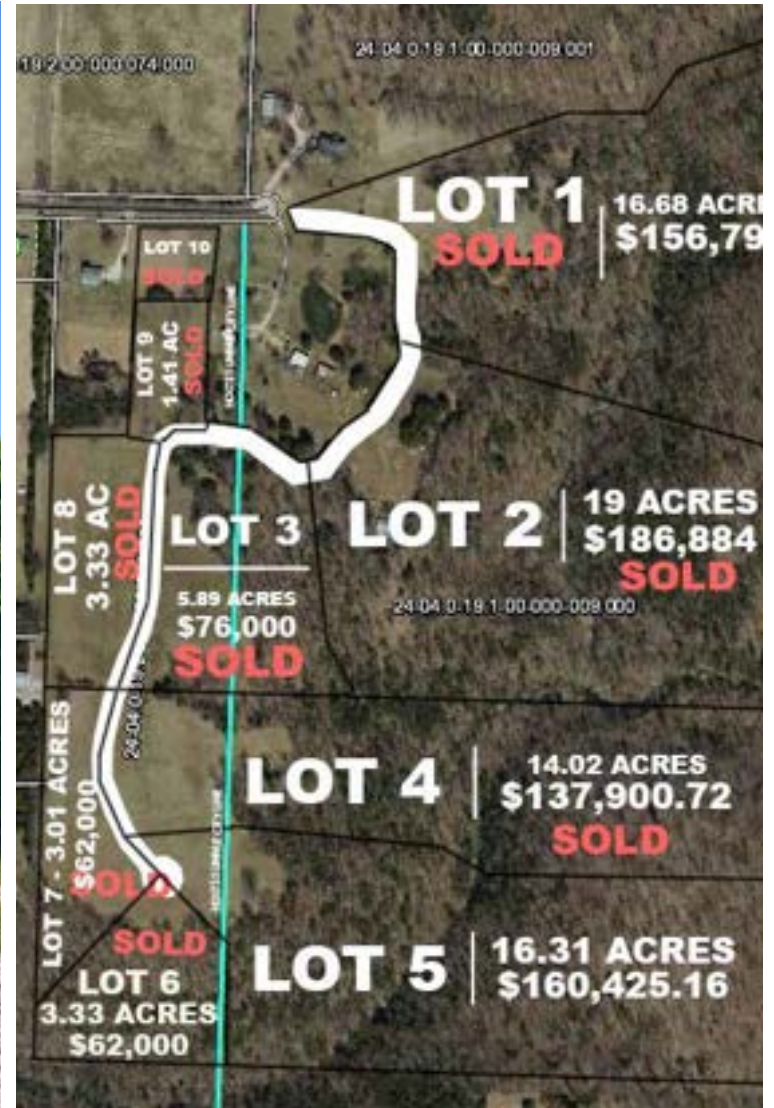 19-2-00-000-074-000
24-04-0-19-1-00-000-009.001
LOT 1
16.68 ACRE
$156,79
SOLD
LOT 10
SOLD
LOT 9
1.41 AC
SOLD
LOT 8
3.33 AC
SOLD
LOT 3
5.89 ACRES
$76,000
SOLD
LOT 2
19 ACRES
$186,884
SOLD
24-04-0-19-1-00-000-009.000
24-04-0-19
LOT 4
14.02 ACRES
$137,900.72
SOLD
LOT 7 - 3.01 ACRES
$62,000
SOLD
SOLD
LOT 6
3.33 ACRES
$62,000
LOT 5
16.31 ACRES
$160,425.16